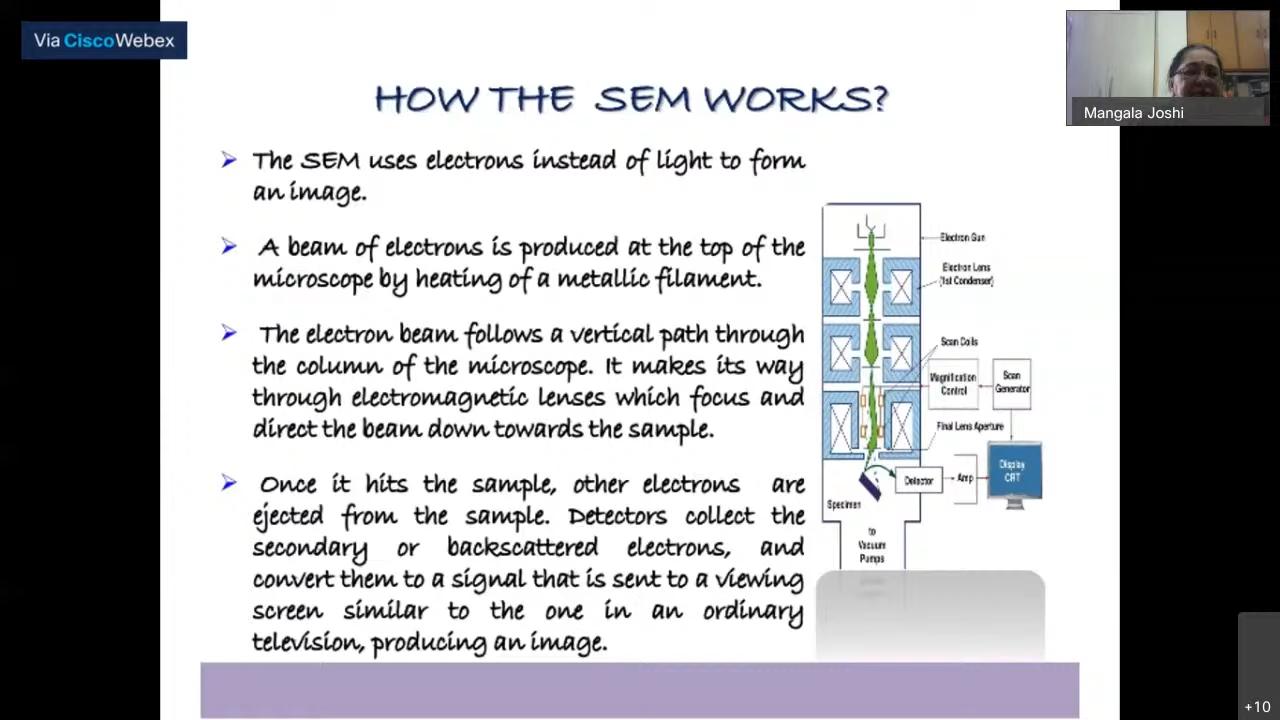 Via Cisco Webex
Mangala Joshi
HOW THE SEM WORKS?
The SEM uses electrons instead of light to form
an image.
A beam of electrons is produced at the top of the
microscope by heating of a metallic filament.
The electron beam follows a vertical path through
the column of the microscope. It makes its way
through electromagnetic lenses which focus and
direct the beam down towards the sample.
Once it hits the sample, other electrons are
ejected from the sample. Detectors collect the
secondary or backscattered electrons, and
convert them to a signal that is sent to a viewing
screen similar to the one in an ordinary
television, producing an image.
Electron Gun
Electron Lens
(1st Condenser)
Scan Coils
Magnification
Control
Scan
Generator
Final Lens Aperture
Display
CRT
Detector
Amp
Specimen
to
Vacuum
Pumps
+10